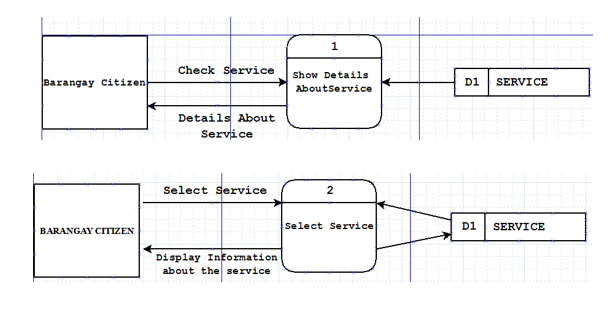 1
Check Service
Barangay Citizen
Show Details
AboutService
D1 SERVICE
Details About
Service
2
Select Service
BARANGAY CITIZEN
Select Service
D1 SERVICE
Display Information
about the service